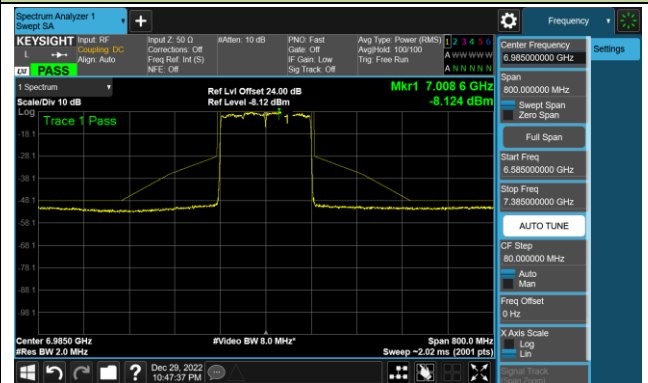 Spectrum Analyzer 1
Swept SA
Frequency
KEYSIGHT
Input: RF
Coupling: DC
Align: Auto
Input Z: 50 Ω
Corrections: Off
Freq Ref: Int (S)
NFE: Off
#Atten: 10 dB
PNO: Fast
Gate: Off
IF Gain: Low
Sig Track: Off
Avg Type: Power (RMS)
Avg|Hold: 100/100
Trig: Free Run
1 2 3 4 5 6
A W W W W W
A N N N N N
L
LXI
PASS
1 Spectrum
Scale/Div 10 dB
Ref Lvl Offset 24.00 dB
Ref Level -8.12 dBm
Mkr1 7.008 6 GHz
-8.124 dBm
Log
Trace 1 Pass
1
-18.1
-28.1
-38.1
-48.1
-58.1
-68.1
-78.1
-88.1
-98.1
Center 6.9850 GHz
#Res BW 2.0 MHz
#Video BW 8.0 MHz*
Span 800.0 MHz
Sweep ~2.02 ms (2001 pts)
Dec 29, 2022
10:47:37 PM
Center Frequency
6.985000000 GHz
Settings
Span
800.000000 MHz
Swept Span
Zero Span
Full Span
Start Freq
6.585000000 GHz
Stop Freq
7.385000000 GHz
AUTO TUNE
CF Step
80.000000 MHz
Auto
Man
Freq Offset
0 Hz
X Axis Scale
Log
Lin
Signal Track
(Span Zoom)